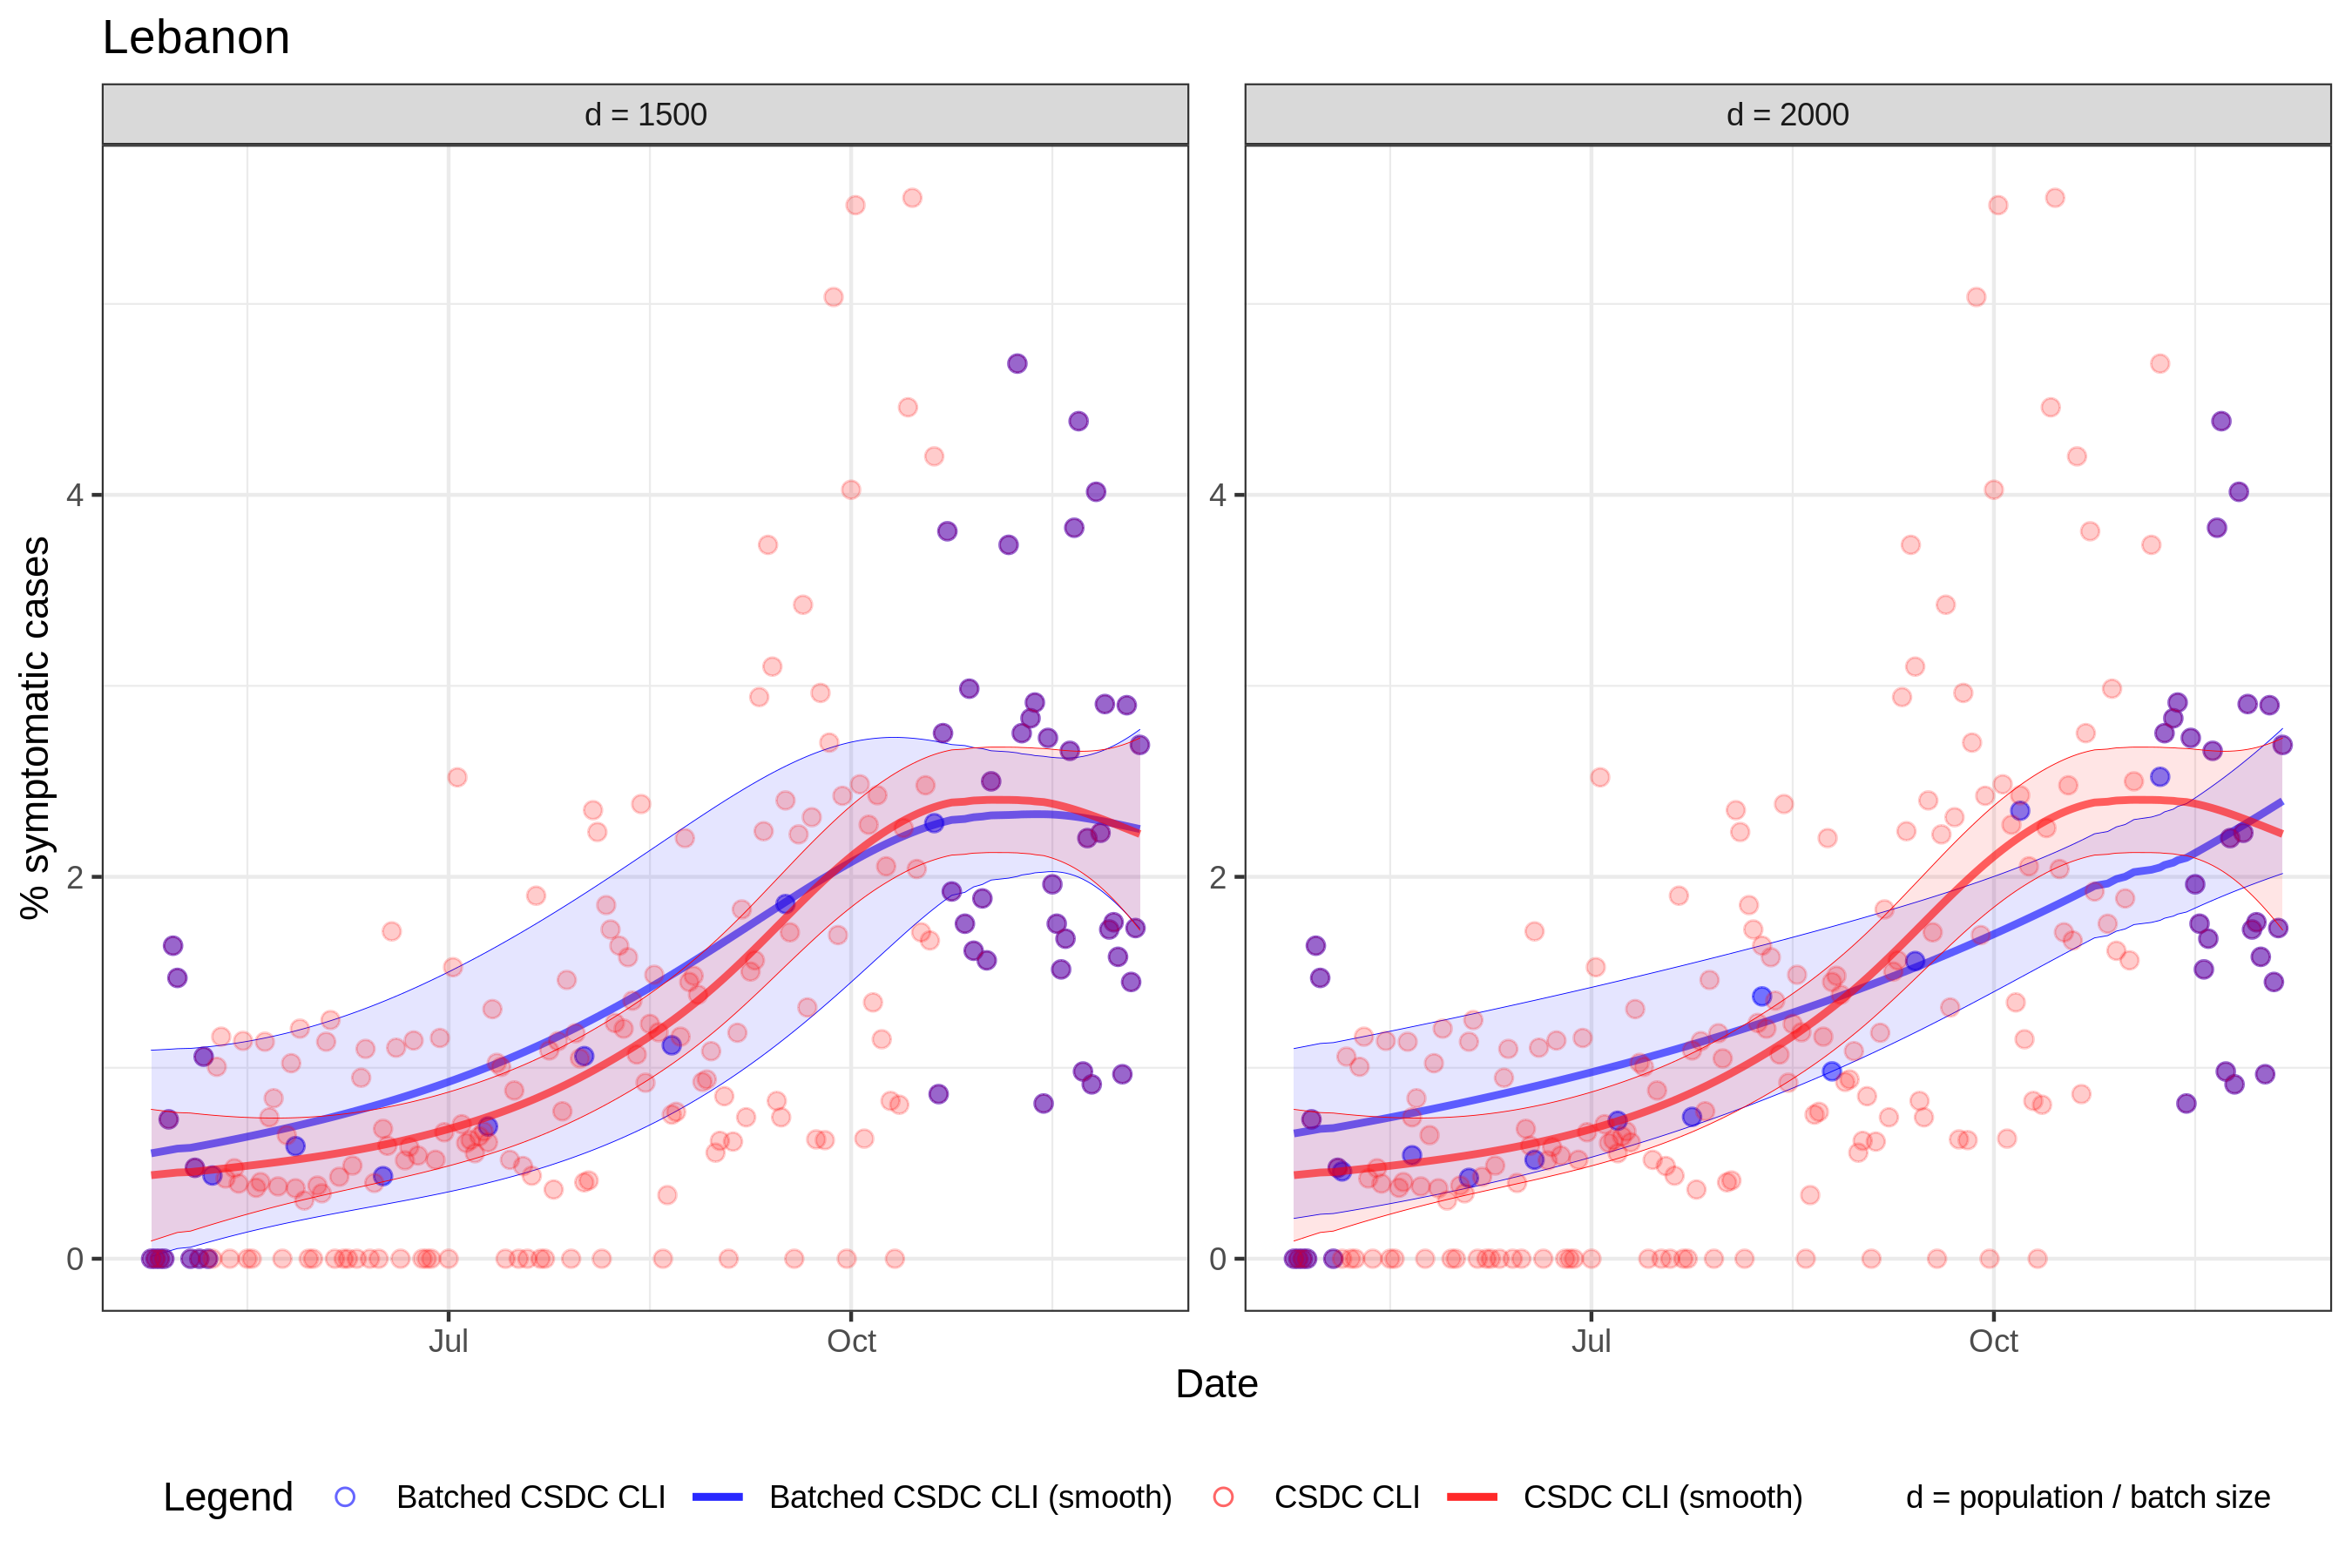 Lebanon
d = 1500
d = 2000
% symptomatic cases
4
2
0
4
2
0
Jul
Oct
Jul
Oct
Date
Legend
Batched CSDC CLI
Batched CSDC CLI (smooth)
CSDC CLI
CSDC CLI (smooth)
d = population / batch size